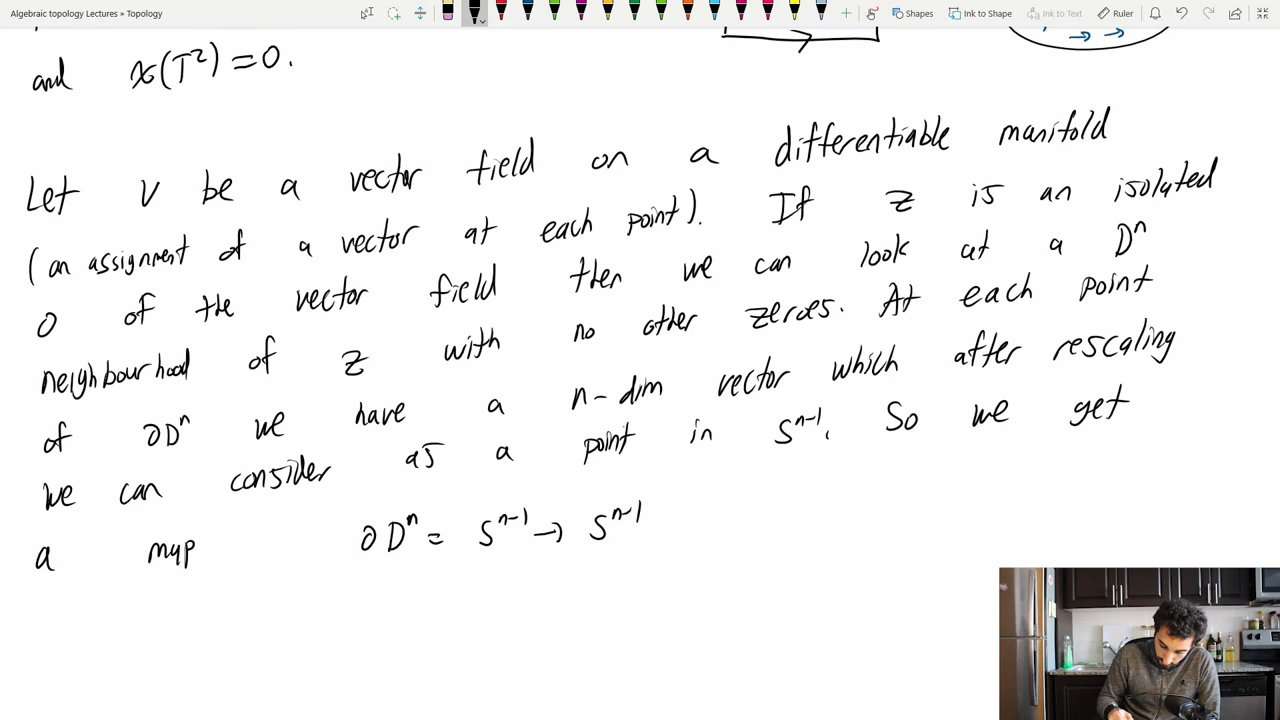 Algebraic topology Lectures » Topology
Shapes Ink to Shape Ink to Text Ruler
and χ(T²) = 0.
Let V be a vector field on a differentiable manifold
(an assignment of a vector at each point). If z is an isolated
0 of the vector field then we can look at a Dⁿ
neighbourhood of z with no other zeroes. At each point
of ∂Dⁿ we have a n-dim vector which after rescaling
we can consider as a point in Sⁿ⁻¹. So we get
a map ∂Dⁿ = Sⁿ⁻¹ → Sⁿ⁻¹